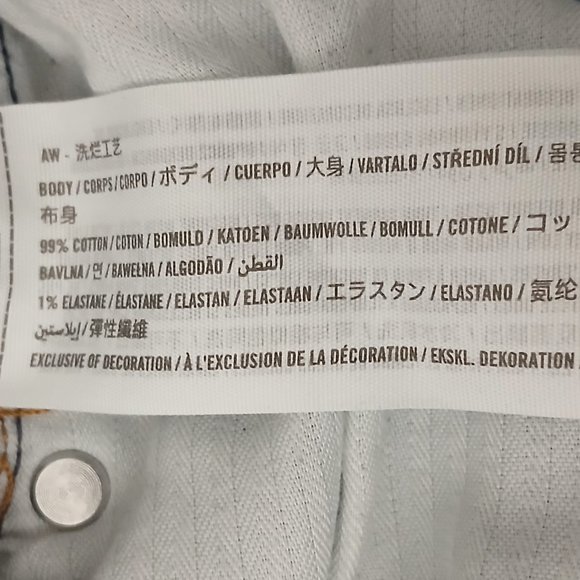 AW - 洗烂工艺
BODY / CORPS / CORPO / ボディ / CUERPO / 大身 / VARTALO / STŘEDNÍ DÍL / 몸통
布身
99% COTTON / COTON / BOMULD / KATOEN / BAUMWOLLE / BOMULL / COTONE / コッ
BAVLNA / 면 / BAWEŁNA / ALGODÃO / القطن
1% ELASTANE / ÉLASTANE / ELASTAN / ELASTAAN / エラスタン / ELASTANO / 氨纶
إيلاستين / 彈性纖維
EXCLUSIVE OF DECORATION / À L'EXCLUSION DE LA DÉCORATION / EKSKL. DEKORATION